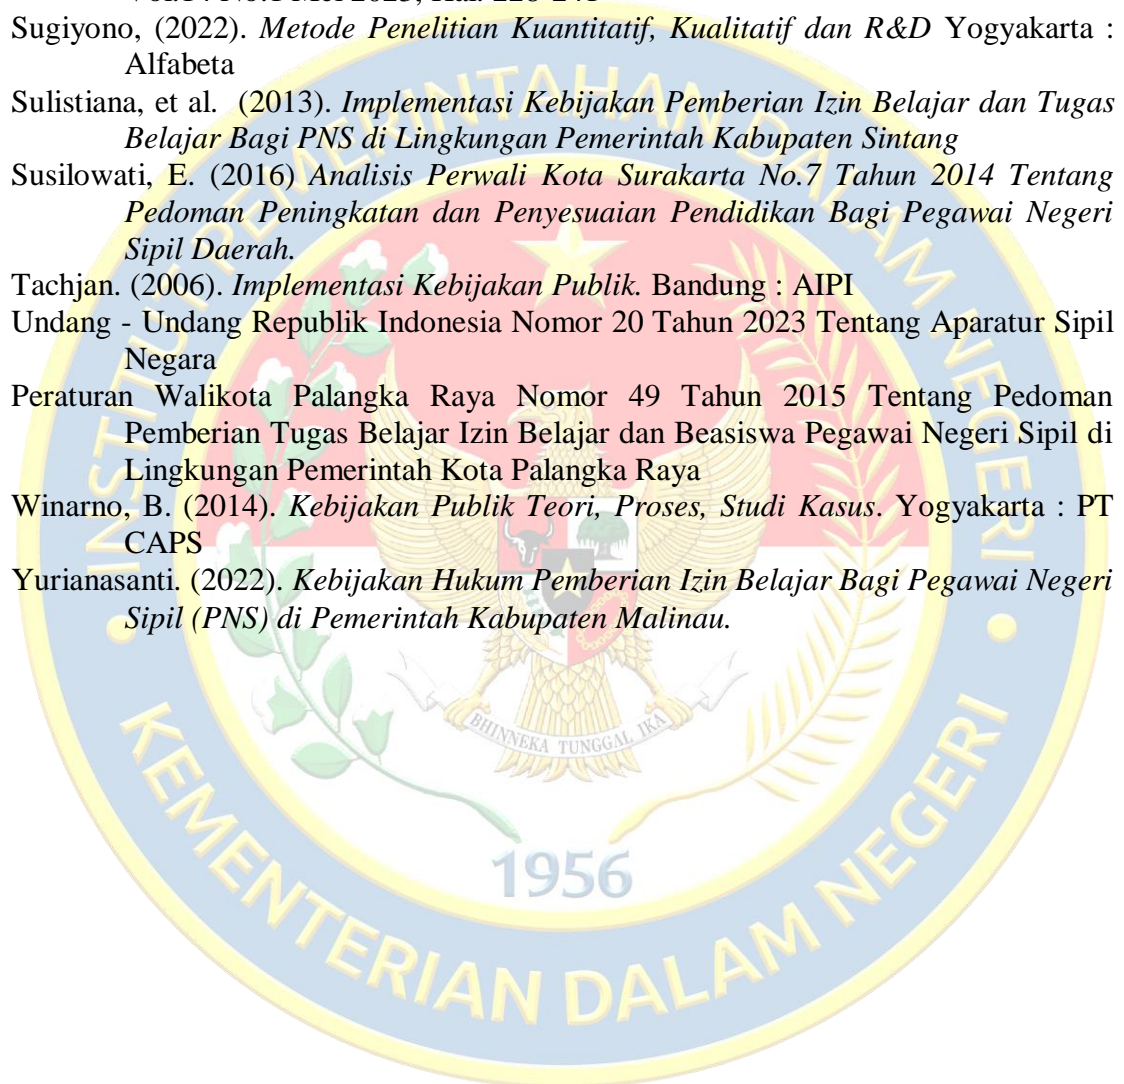 Sugiyono, (2022). Metode Penelitian Kuantitatif, Kualitatif dan R&D Yogyakarta :
Alfabeta
Sulistiana, et al. (2013). Implementasi Kebijakan Pemberian Izin Belajar dan Tugas
Belajar Bagi PNS di Lingkungan Pemerintah Kabupaten Sintang
Susilowati, E. (2016) Analisis Perwali Kota Surakarta No.7 Tahun 2014 Tentang
Pedoman Peningkatan dan Penyesuaian Pendidikan Bagi Pegawai Negeri
Sipil Daerah.
Tachjan. (2006). Implementasi Kebijakan Publik. Bandung : AIPI
Undang - Undang Republik Indonesia Nomor 20 Tahun 2023 Tentang Aparatur Sipil
Negara
Peraturan Walikota Palangka Raya Nomor 49 Tahun 2015 Tentang Pedoman
Pemberian Tugas Belajar Izin Belajar dan Beasiswa Pegawai Negeri Sipil di
Lingkungan Pemerintah Kota Palangka Raya
Winarno, B. (2014). Kebijakan Publik Teori, Proses, Studi Kasus. Yogyakarta : PT
CAPS
Yurianasanti. (2022). Kebijakan Hukum Pemberian Izin Belajar Bagi Pegawai Negeri
Sipil (PNS) di Pemerintah Kabupaten Malinau.
INSTITUT PEMERINTAHAN DALAM NEGERI
BHINNEKA TUNGGAL IKA
1956
KEMENTERIAN DALAM NEGERI